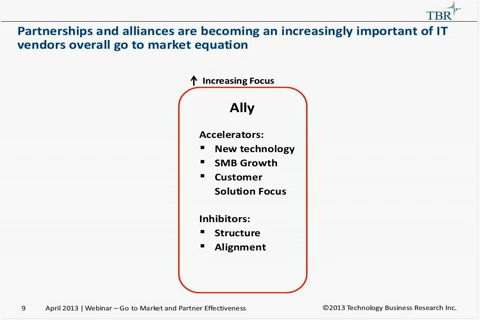 TBR
Partnerships and alliances are becoming an increasingly important of IT
vendors overall go to market equation
Increasing Focus
Ally
Accelerators:
▪ New technology
▪ SMB Growth
▪ Customer
Solution Focus
Inhibitors:
▪ Structure
▪ Alignment
9 April 2013 | Webinar – Go to Market and Partner Effectiveness ©2013 Technology Business Research Inc.